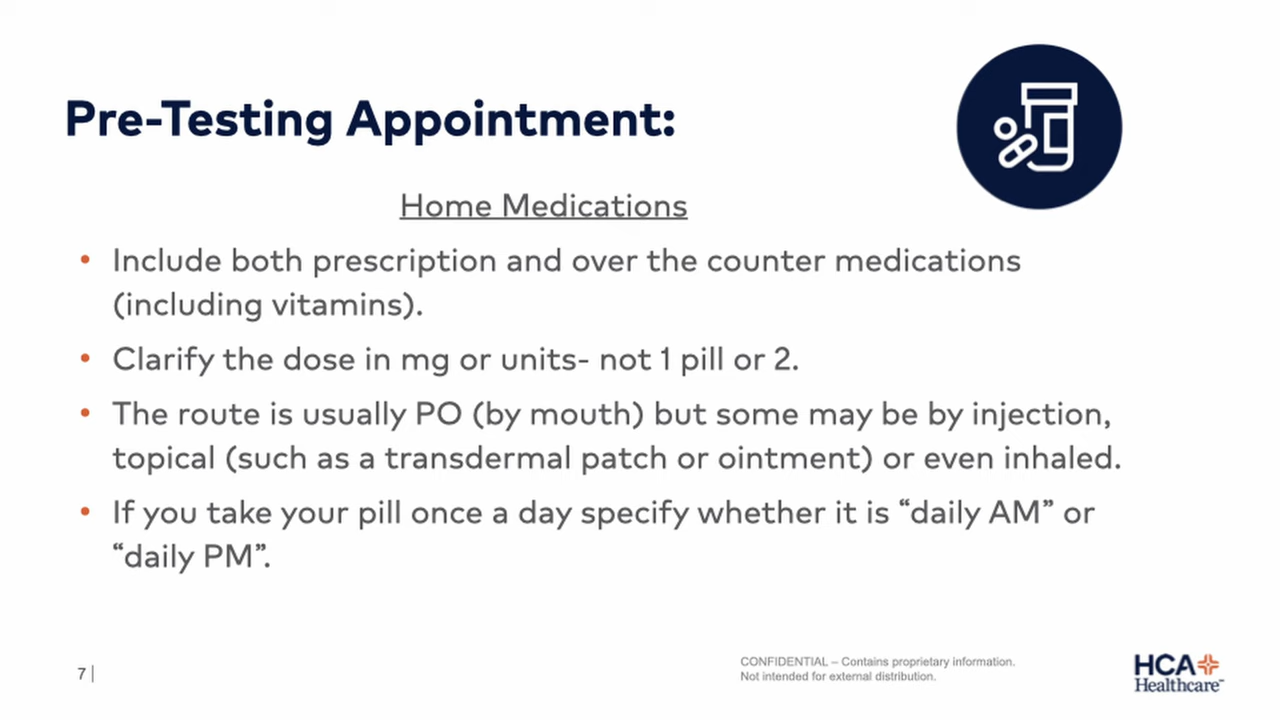 Pre-Testing Appointment:
Home Medications
• Include both prescription and over the counter medications
(including vitamins).
• Clarify the dose in mg or units- not 1 pill or 2.
• The route is usually PO (by mouth) but some may be by injection,
topical (such as a transdermal patch or ointment) or even inhaled.
• If you take your pill once a day specify whether it is “daily AM” or
“daily PM”.
7 |
CONFIDENTIAL – Contains proprietary information.
Not intended for external distribution.
HCA
Healthcare™